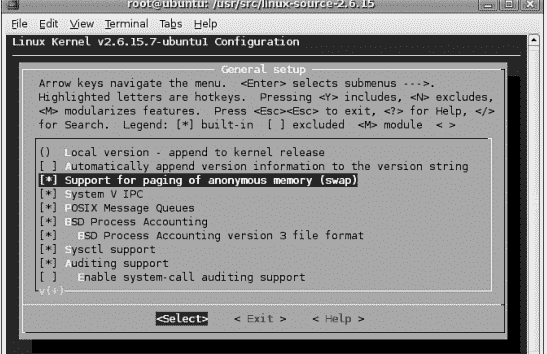 root@ubuntu: /usr/src/linux-source-2.6.15
File Edit View Terminal Tabs Help
Linux Kernel v2.6.15.7-ubuntu1 Configuration
General setup
Arrow keys navigate the menu. <Enter> selects submenus --->.
Highlighted letters are hotkeys. Pressing <Y> includes, <N> excludes,
<M> modularizes features. Press <Esc><Esc> to exit, <?> for Help, </>
for Search. Legend: [*] built-in [ ] excluded <M> module < >
() Local version - append to kernel release
[ ] Automatically append version information to the version string
[*] Support for paging of anonymous memory (swap)
[*] System V IPC
[*] POSIX Message Queues
[*] BSD Process Accounting
[*] BSD Process Accounting version 3 file format
[*] Sysctl support
[*] Auditing support
[ ] Enable system-call auditing support
v(+)
<Select> < Exit > < Help >